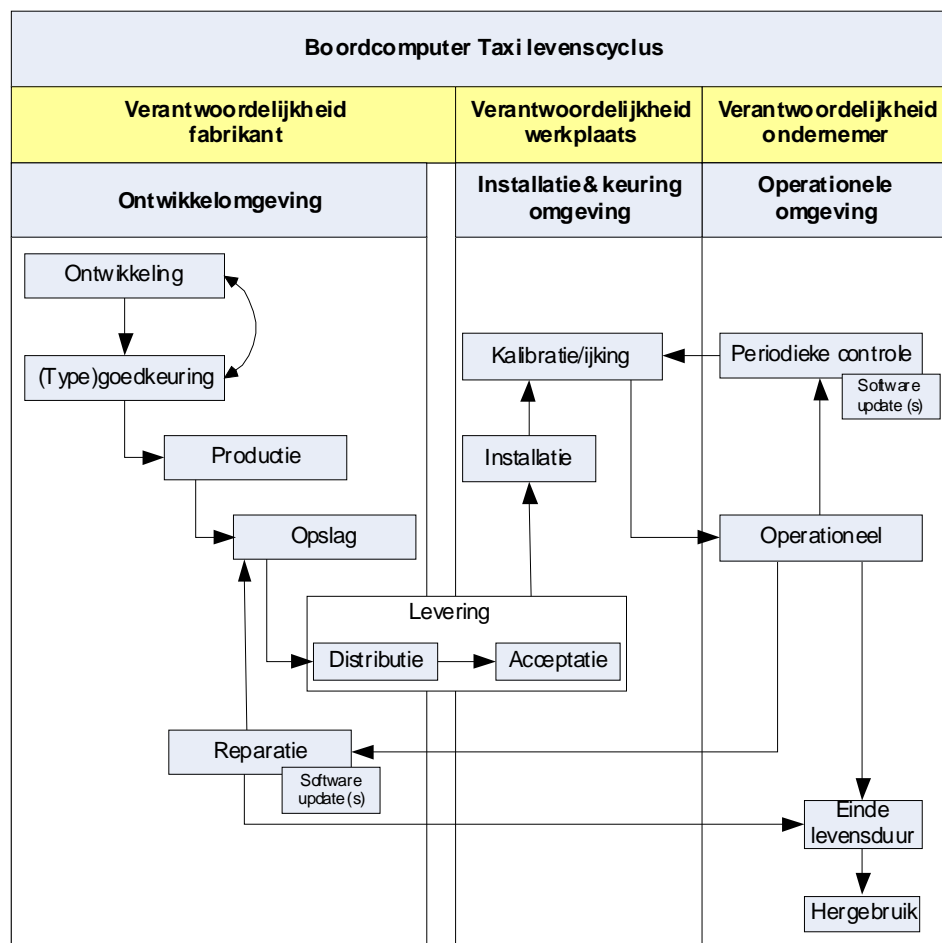 Boordcomputer Taxi levenscyclus
Verantwoordelijkheid
fabrikant
Verantwoordelijkheid
werkplaats
Verantwoordelijkheid
ondernemer
Ontwikkelomgeving
Installatie & keuring
omgeving
Operationele
omgeving
Ontwikkeling
(Type)goedkeuring
Productie
Opslag
Levering
Distributie
Acceptatie
Reparatie
Software
update (s)
Kalibratie/ijking
Installatie
Periodieke controle
Software
update (s)
Operationeel
Einde
levensduur
Hergebruik